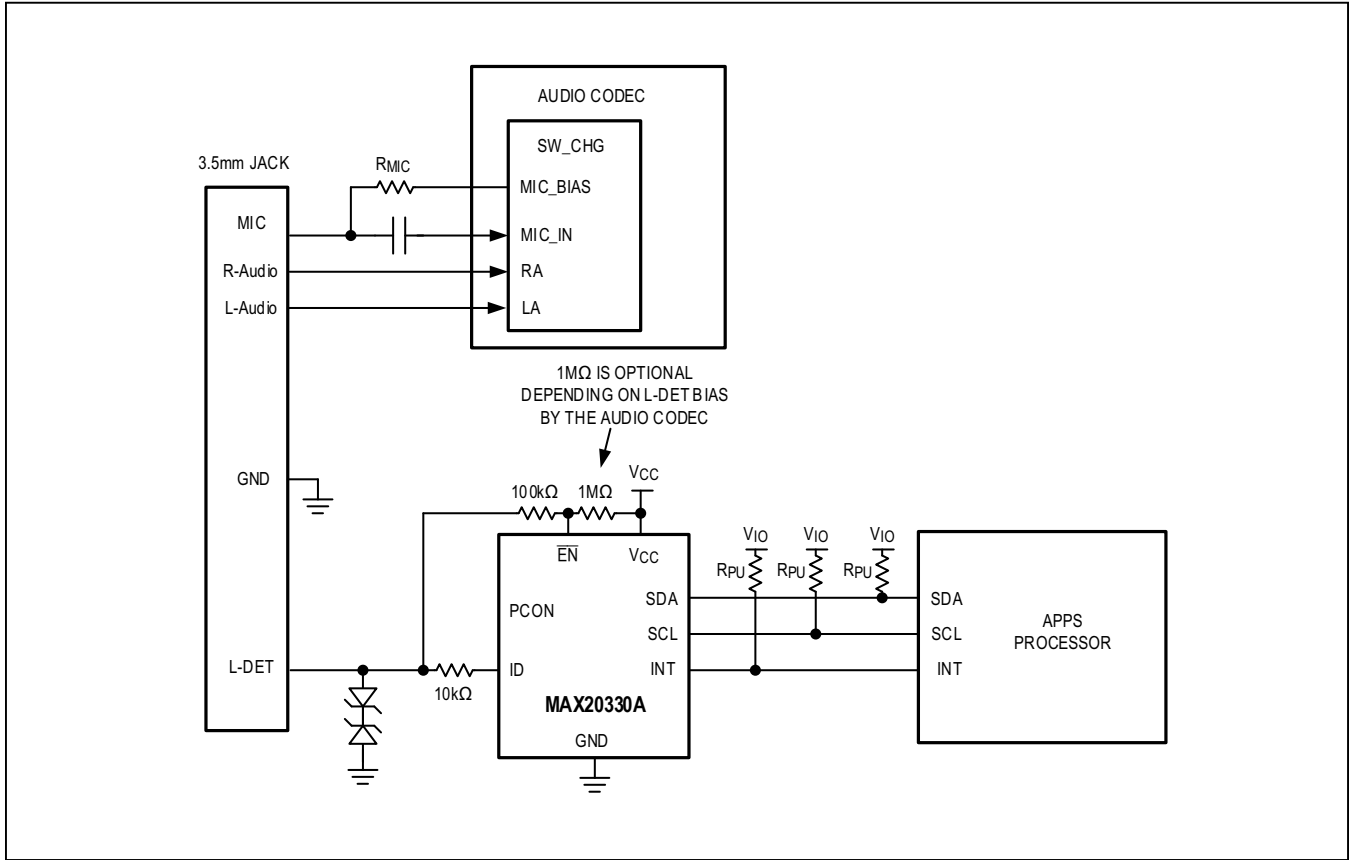 AUDIO CODEC
SW_CHG
3.5mm JACK
RMIC
MIC_BIAS
MIC
MIC_IN
R-Audio
RA
L-Audio
LA
1MΩ IS OPTIONAL
DEPENDING ON L-DET BIAS
BY THE AUDIO CODEC
GND
VCC
100kΩ
1MΩ
EN
VCC
VIO
VIO
VIO
RPU
RPU
RPU
SDA
SDA
PCON
SCL
SCL
APPS
PROCESSOR
L-DET
ID
INT
INT
10kΩ
MAX20330A
GND